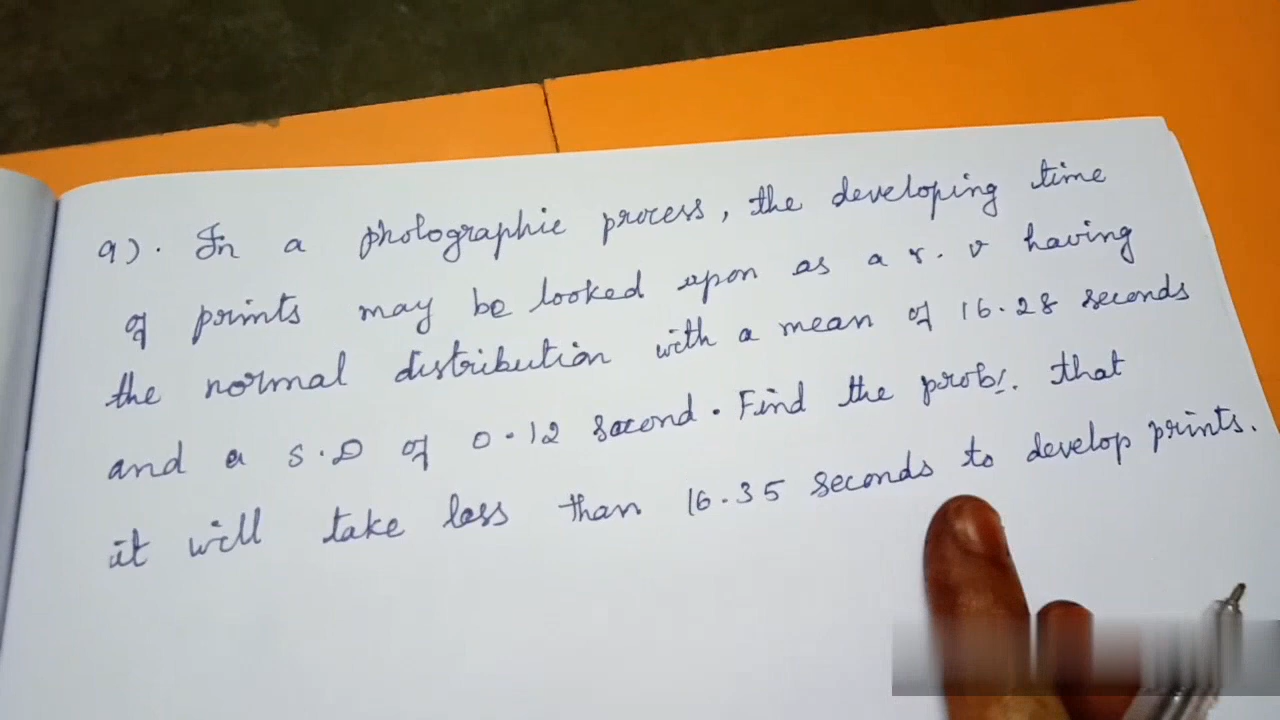 9). In a photographic process, the developing time
of prints may be looked upon as a r.v having
the normal distribution with a mean of 16.28 seconds
and a S.D of 0.12 second. Find the prob/. that
it will take less than 16.35 seconds to develop prints.